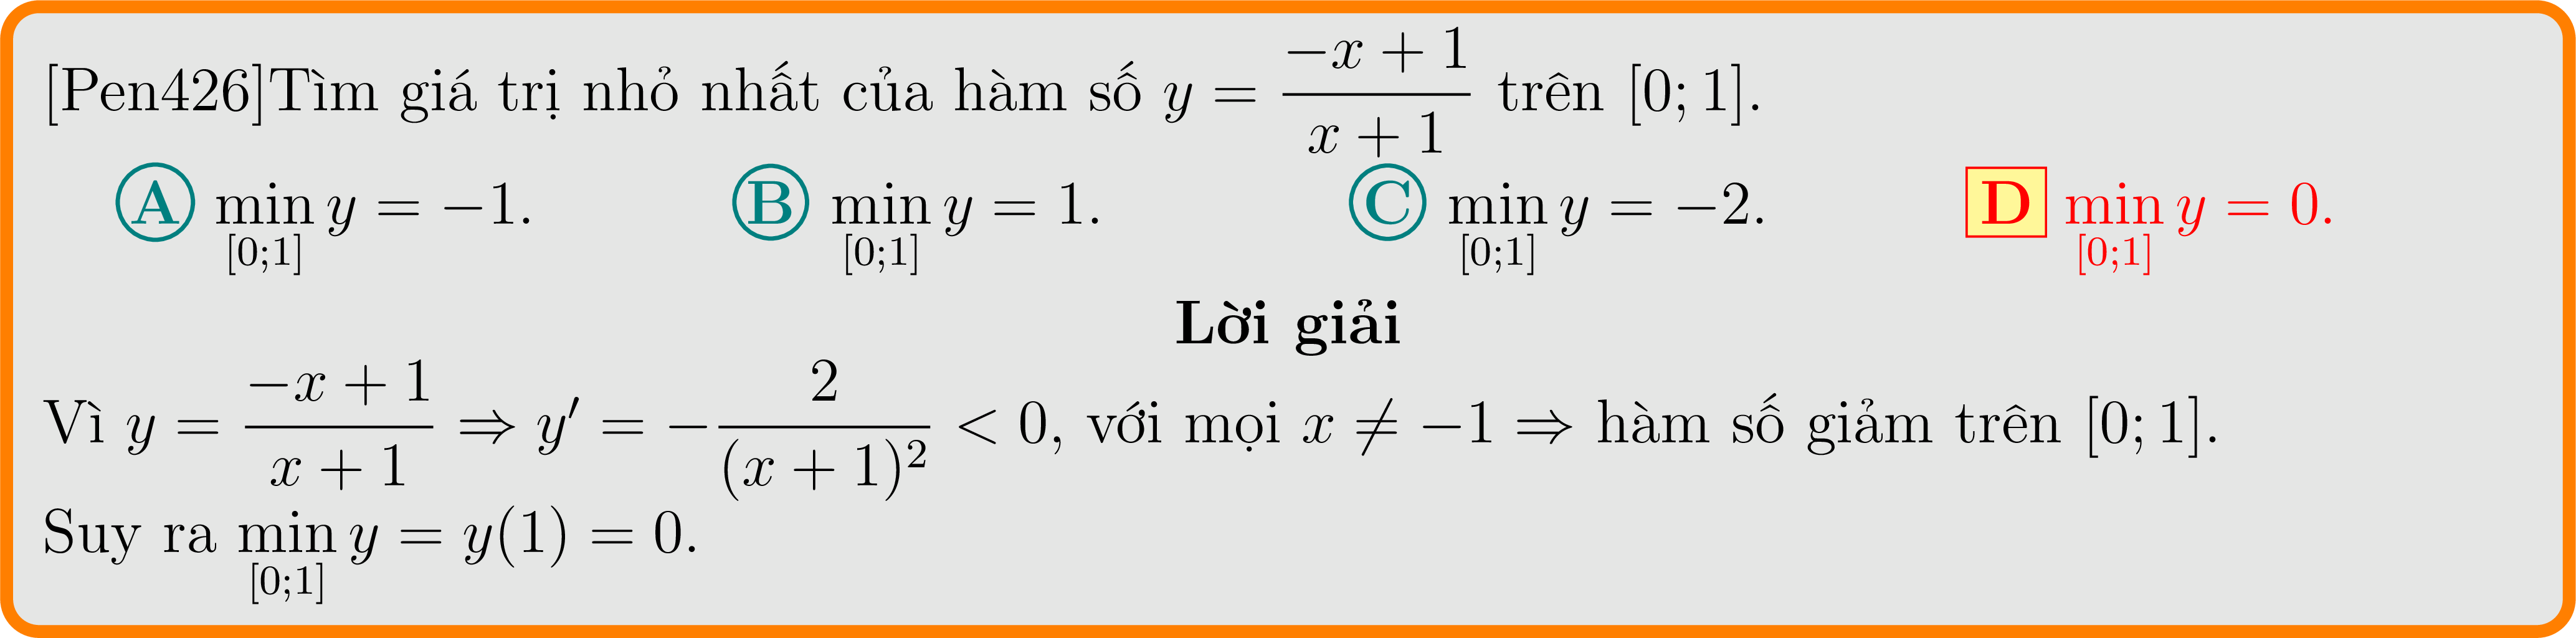 [Pen426]Tìm giá trị nhỏ nhất của hàm số $y = \dfrac{-x+1}{x+1}$ trên $[0;1]$.
Ⓐ $\min\limits_{[0;1]} y = -1$. Ⓑ $\min\limits_{[0;1]} y = 1$. Ⓒ $\min\limits_{[0;1]} y = -2$. D $\min\limits_{[0;1]} y = 0$.
Lời giải
Vì $y = \dfrac{-x+1}{x+1} \Rightarrow y' = -\dfrac{2}{(x+1)^2} < 0$, với mọi $x \neq -1 \Rightarrow$ hàm số giảm trên $[0;1]$.
Suy ra $\min\limits_{[0;1]} y = y(1) = 0$.